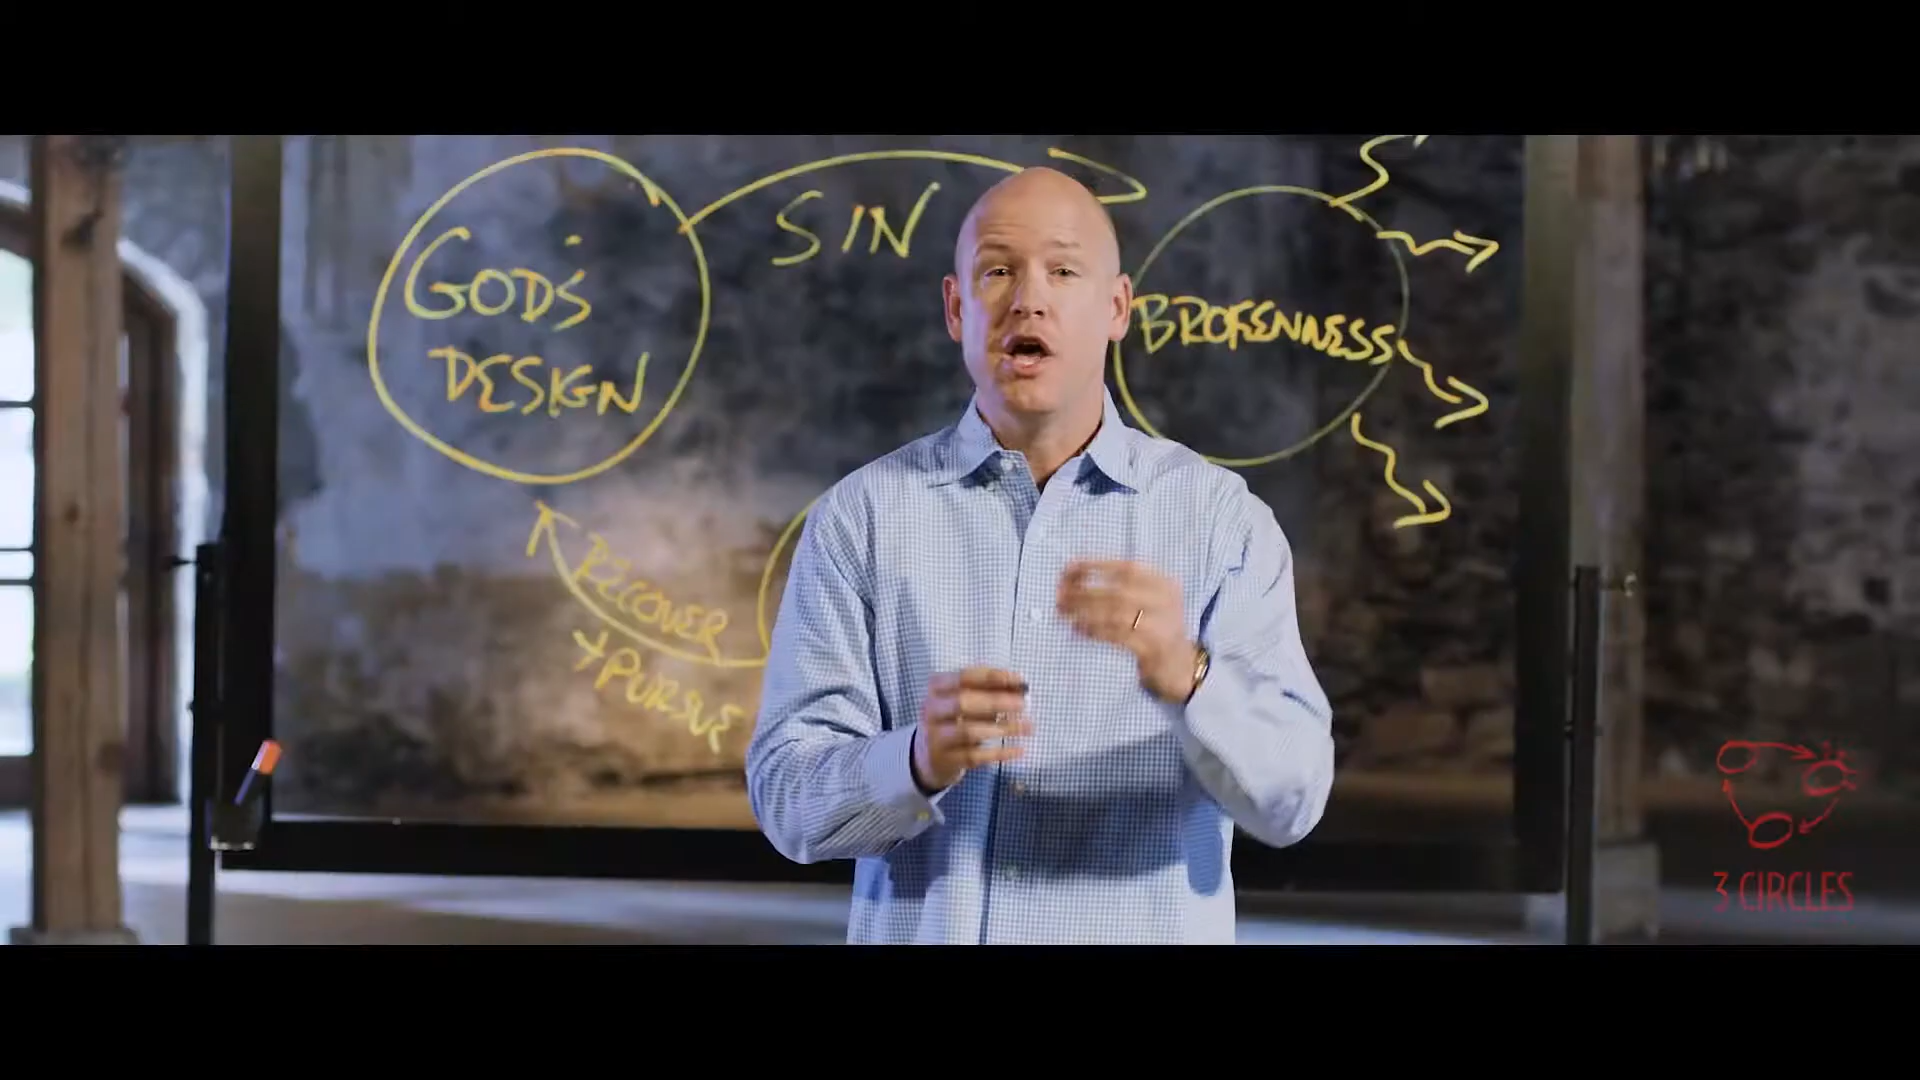 GOD'S
DESIGN
SIN
BROKENNESS
RECOVER
+ PURSUE
3 CIRCLES